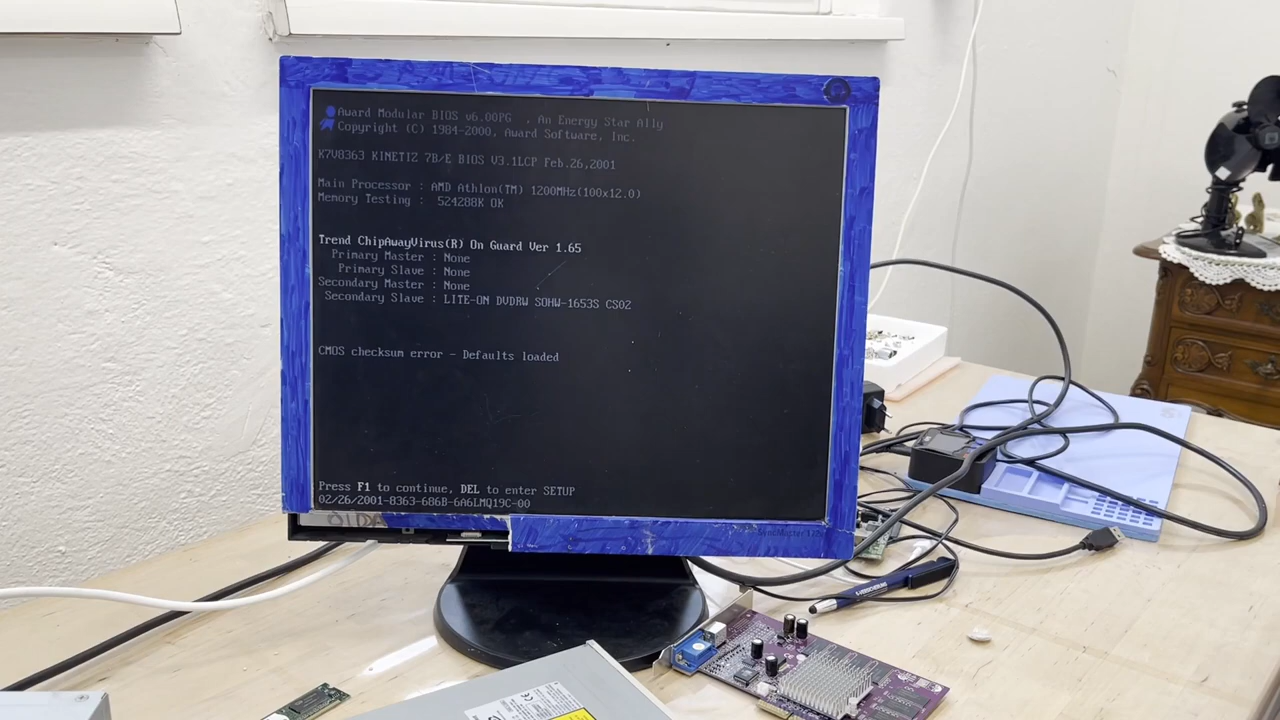 Award Modular BIOS v6.00PG , An Energy Star Ally
Copyright (C) 1984-2000, Award Software, Inc.
K7V8363 KINETIZ 7B/E BIOS V3.1LCP Feb.26,2001
Main Processor : AMD Athlon(TM) 1200MHz(100x12.0)
Memory Testing : 524288K OK
Trend ChipAwayVirus(R) On Guard Ver 1.65
Primary Master : None
Primary Slave : None
Secondary Master : None
Secondary Slave : LITE-ON DVDRW SOHW-1653S CS02
CMOS checksum error - Defaults loaded
Press F1 to continue, DEL to enter SETUP
02/26/2001-8363-686B-6A6LMQ19C-00
SyncMaster